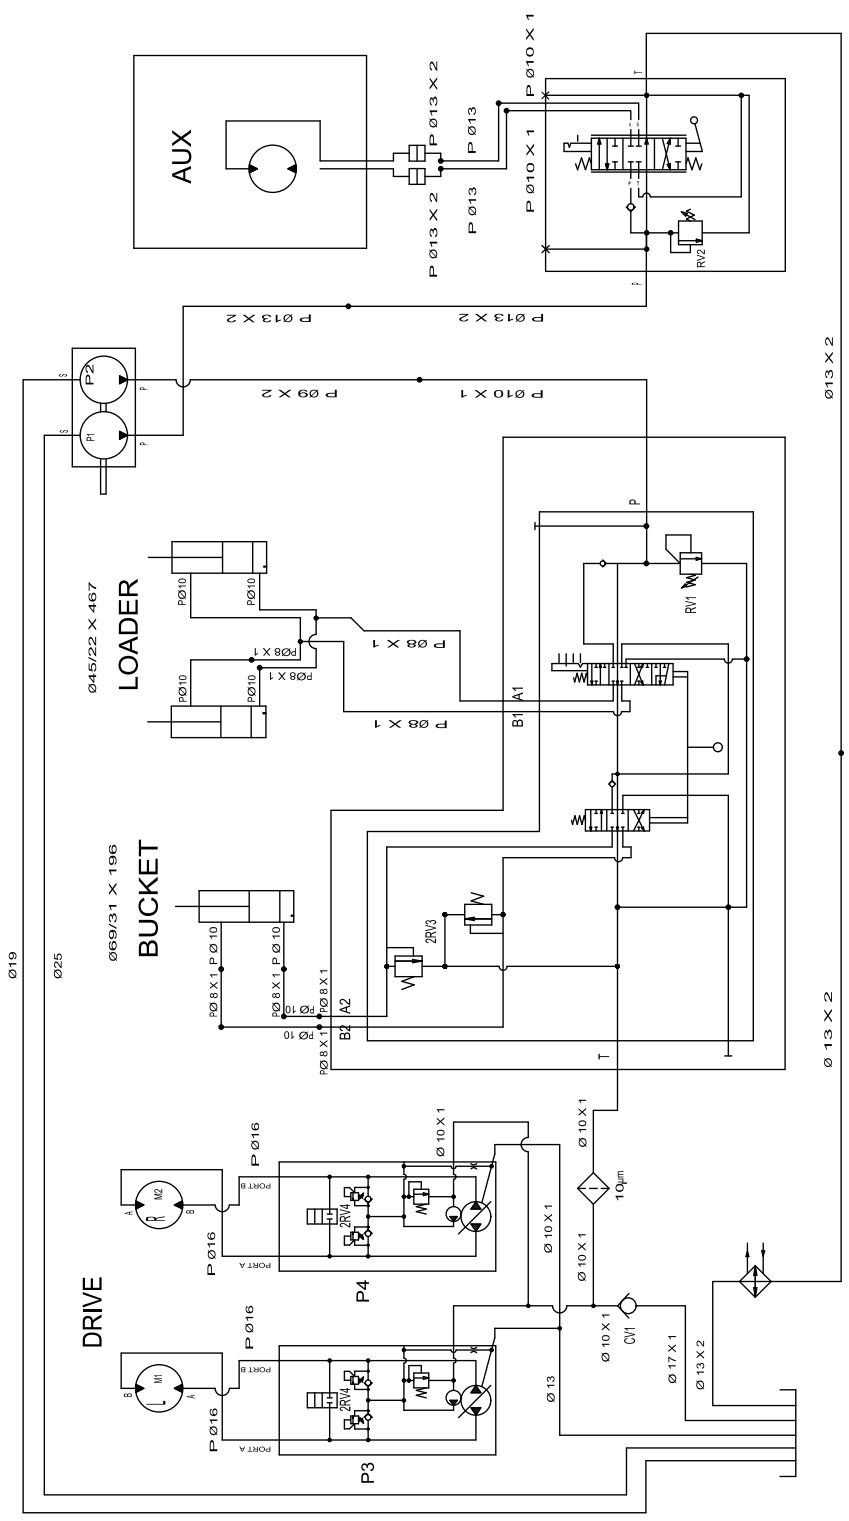 P Ø10 X 1
P Ø10 X 1
T
A
B
P
T
RV2
P
AUX
P Ø13 X 2
P Ø13
P Ø13 X 2
P Ø13
P Ø13 X 2
P Ø13 X 2
Ø13 X 2
S
P2
P
S
P1
P
P Ø9 X 2
P Ø10 X 1
P
RV1
Ø45/22 X 467
LOADER
PØ10
PØ10
PØ10
PØ10
PØ8 X 1
PØ8 X 1
P Ø8 X 1
P Ø8 X 1
A1
B1
Ø69/31 X 196
BUCKET
PØ 8 X 1
P Ø 10
PØ 8 X 1
P Ø 10
PØ 10
PØ 8 X 1
PØ 10
PØ 8 X 1
A2
B2
2RV3
T
Ø19
Ø25
Ø 13 X 2
Ø 10 X 1
10µm
Ø 10 X 1
DRIVE
A
M2
R
B
P Ø16
P Ø16
PORT B
PORT A
2RV4
P4
Ø 10 X 1
Ø 10 X 1
B
M1
L
A
P Ø16
P Ø16
PORT B
PORT A
2RV4
P3
Ø 13
Ø 10 X 1
CV1
Ø 17 X 1
Ø 13 X 2